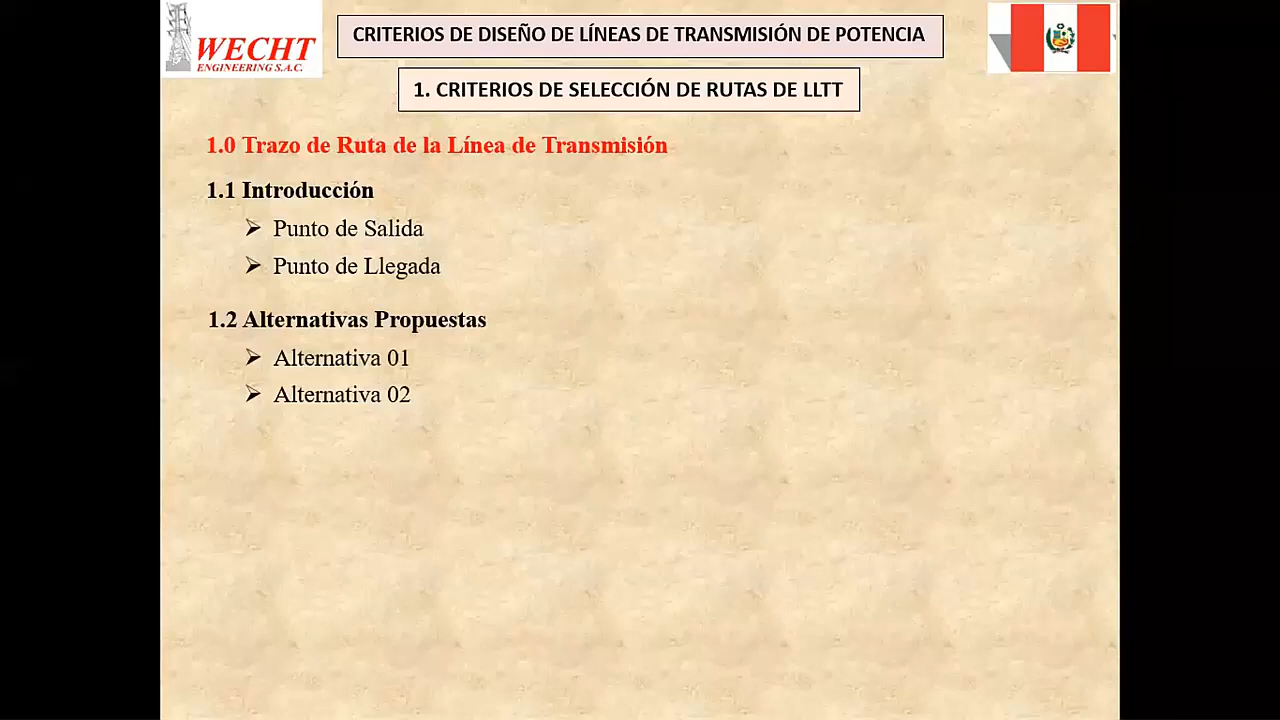 WECHT
ENGINEERING S.A.C.
CRITERIOS DE DISEÑO DE LÍNEAS DE TRANSMISIÓN DE POTENCIA
1. CRITERIOS DE SELECCIÓN DE RUTAS DE LLTT
1.0 Trazo de Ruta de la Línea de Transmisión
1.1 Introducción
Punto de Salida
Punto de Llegada
1.2 Alternativas Propuestas
Alternativa 01
Alternativa 02